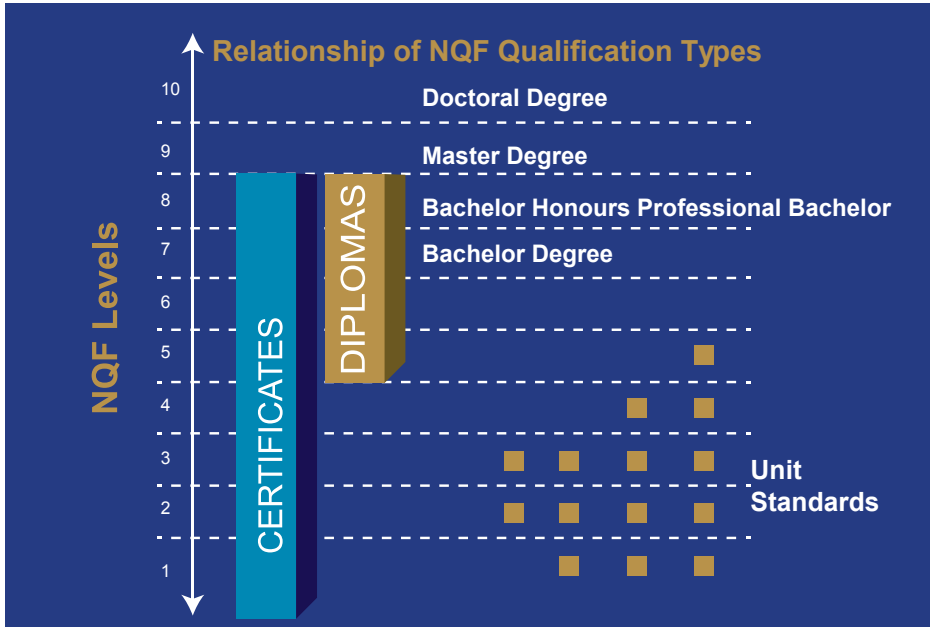 Relationship of NQF Qualification Types
10
Doctoral Degree
9
Master Degree
8
Bachelor Honours Professional Bachelor
7
Bachelor Degree
6
5
4
3
2
1
NQF Levels
CERTIFICATES
DIPLOMAS
Unit
Standards